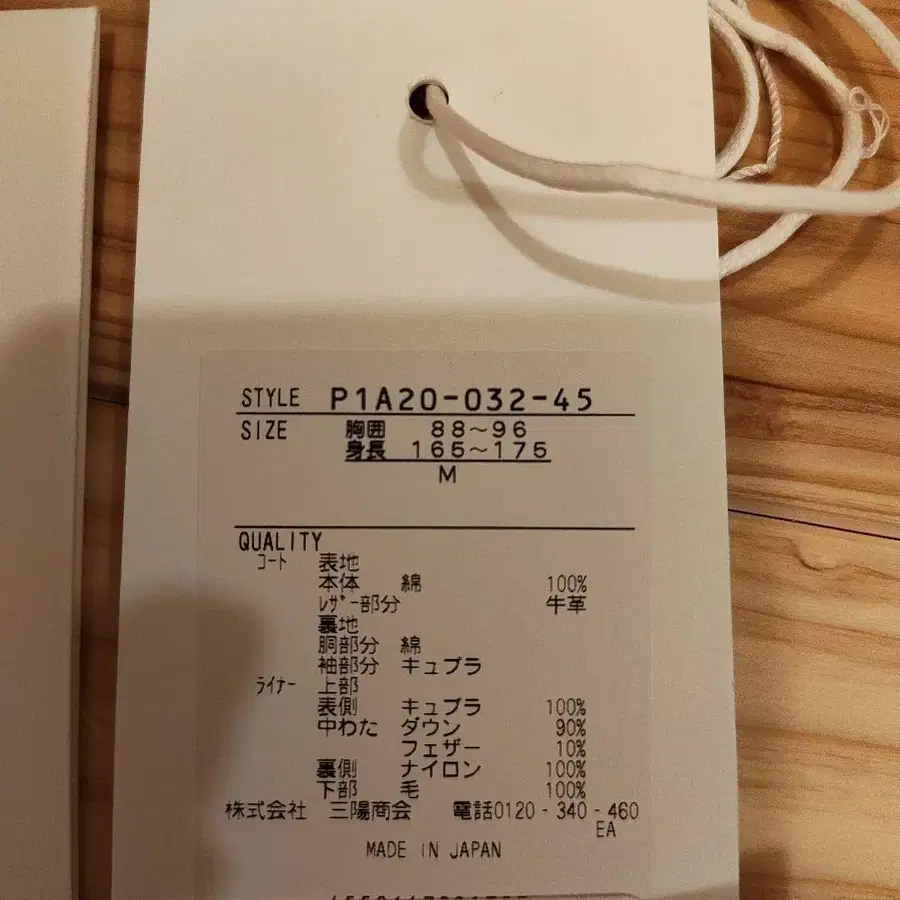 STYLE P1A20-032-45
SIZE 胸囲 88~96
身長 165~175
M
QUALITY
コート 表地
本体 綿 100%
レザー部分 牛革
裏地
胴部分 綿
袖部分 キュプラ
ライナー 上部
表側 キュプラ 100%
中わた ダウン 90%
フェザー 10%
裏側 ナイロン 100%
下部 毛 100%
株式会社 三陽商会 電話0120-340-460
EA
MADE IN JAPAN